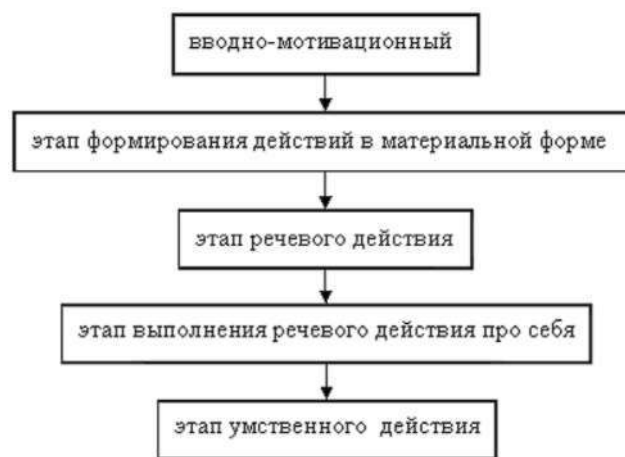 вводно-мотивационный
этап формирования действий в материальной форме
этап речевого действия
этап выполнения речевого действия про себя
этап умственного действия